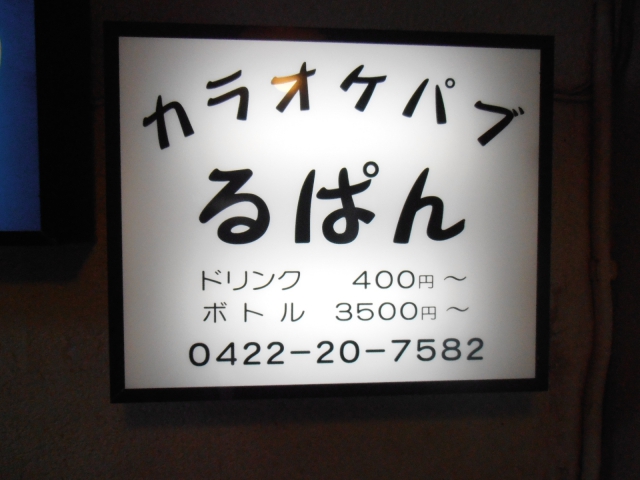 カラオケパブ
るぱん
ドリンク 400円～
ボトル 3500円～
0422-20-7582